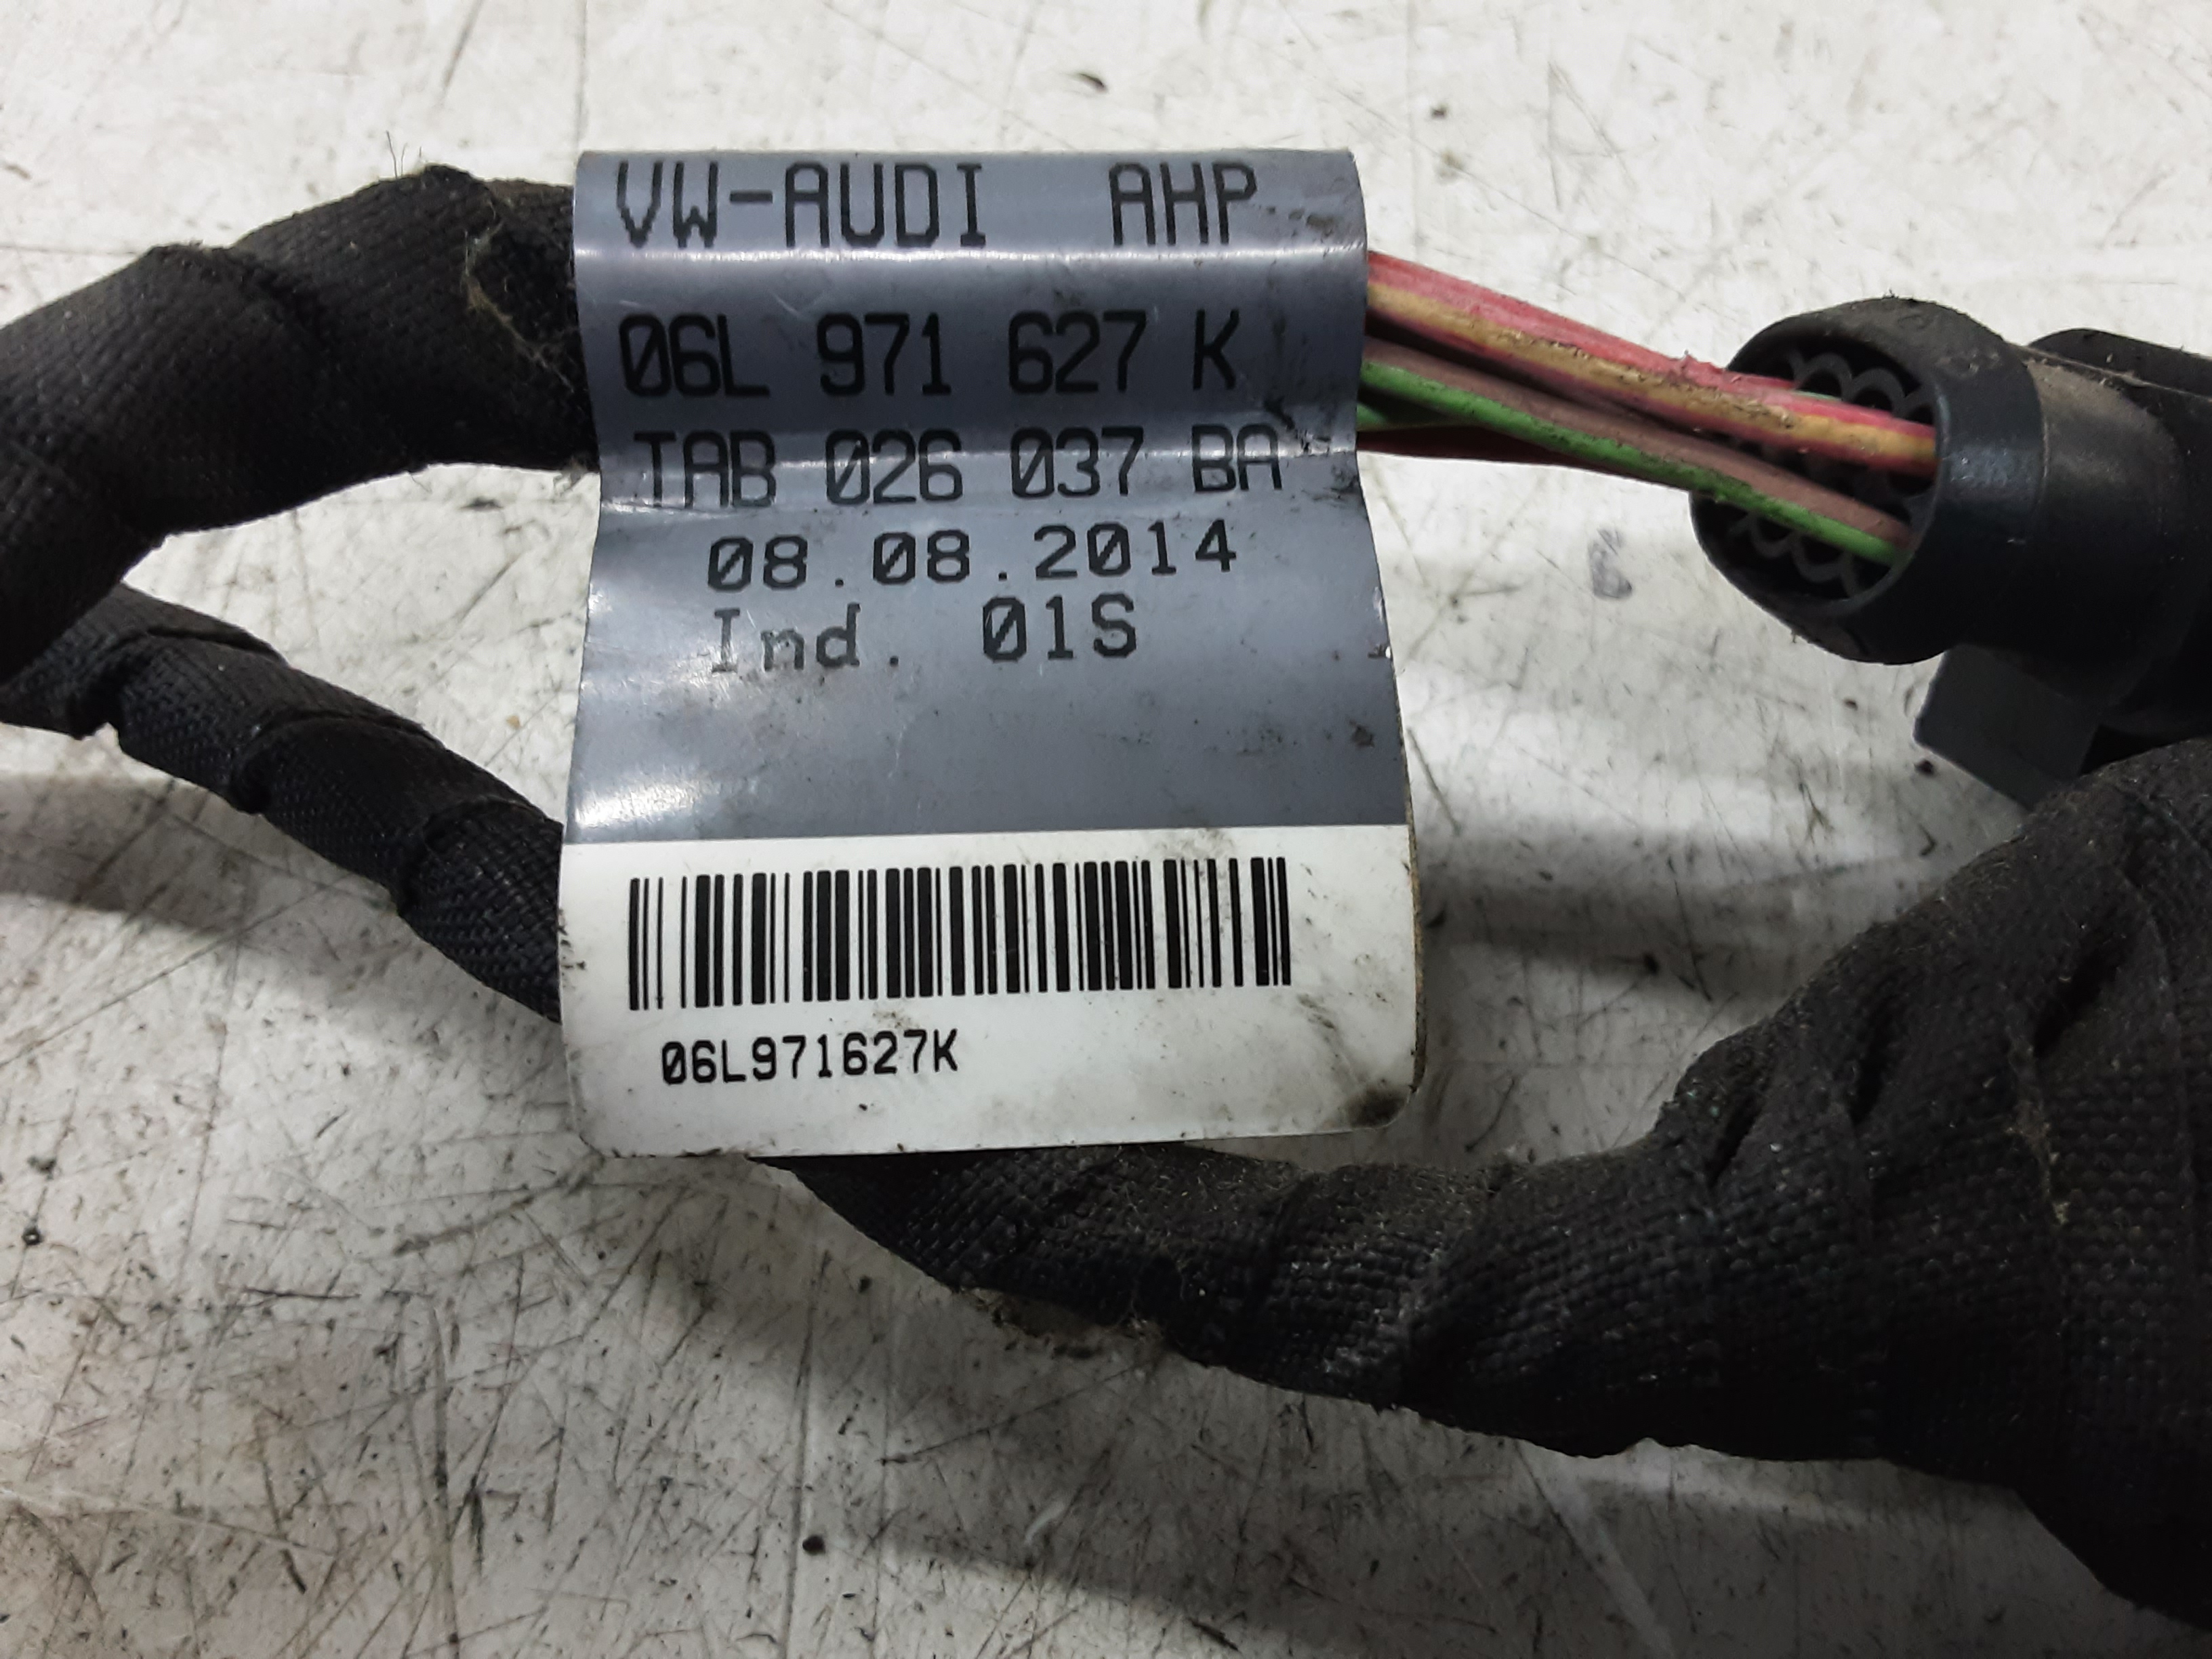 VW-AUDI AHP
06L 971 627 K
TAB 026 037 BA
08.08.2014
Ind. 01S
06L971627K